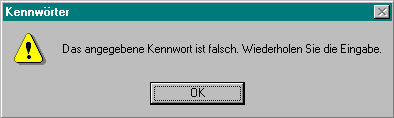 Kennwörter
Das angegebene Kennwort ist falsch. Wiederholen Sie die Eingabe.
OK